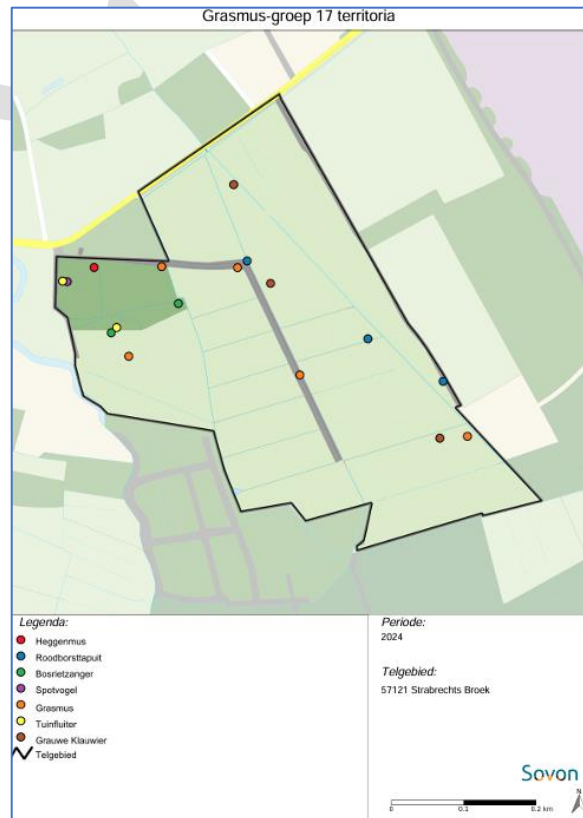 Grasmus-groep 17 territoria
Legenda:
Heggenmus
Roodborsttapuit
Bosrietzanger
Spotvogel
Grasmus
Tuinfluiter
Grauwe Klauwier
Telgebied
Periode:
2024
Telgebied:
57121 Strabrechts Broek
Sovon
N
0 0.1 0.2 km